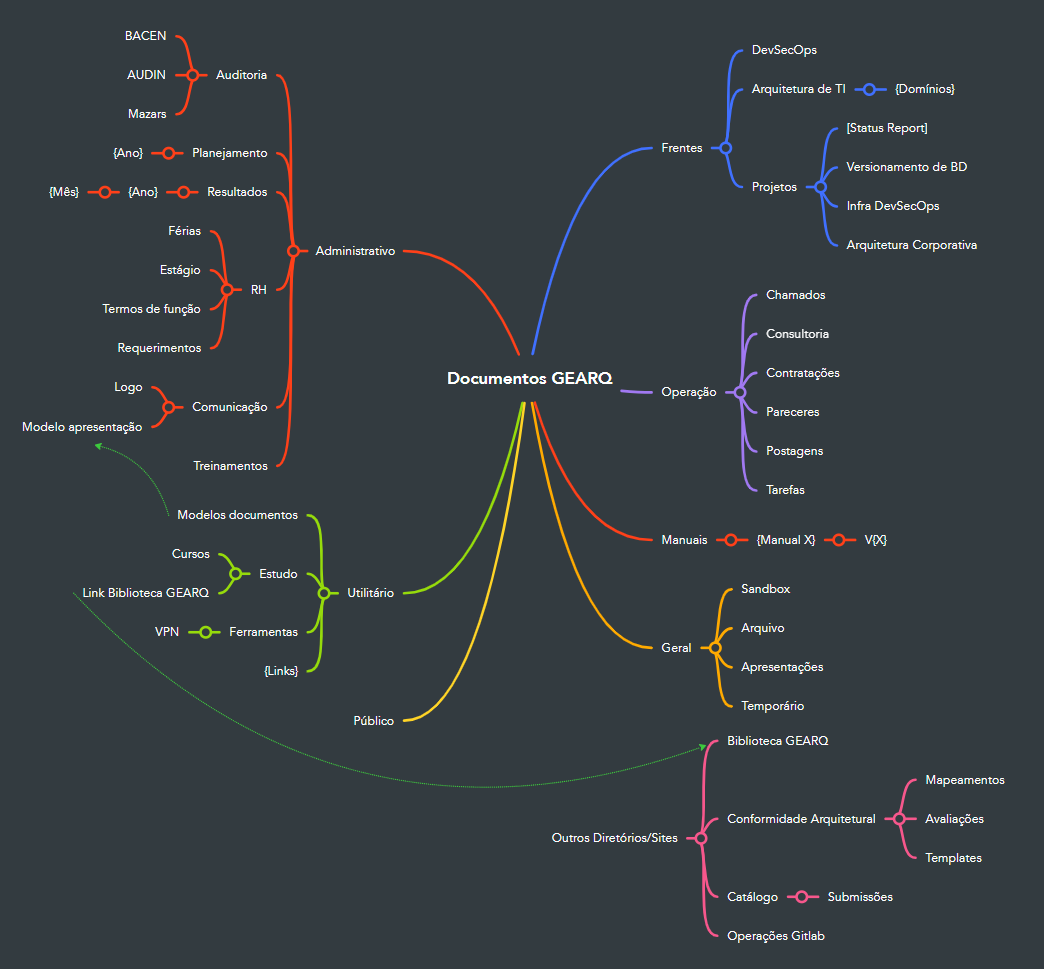 Documentos GEARQ
Administrativo
Auditoria
BACEN
AUDIN
Mazars
Planejamento
{Ano}
Resultados
{Ano}
{Mês}
RH
Férias
Estágio
Termos de função
Requerimentos
Comunicação
Logo
Modelo apresentação
Treinamentos
Utilitário
Modelos documentos
Estudo
Cursos
Link Biblioteca GEARQ
Ferramentas
VPN
{Links}
Público
Frentes
DevSecOps
Arquitetura de TI
{Domínios}
Projetos
[Status Report]
Versionamento de BD
Infra DevSecOps
Arquitetura Corporativa
Operação
Chamados
Consultoria
Contratações
Pareceres
Postagens
Tarefas
Manuais
{Manual X}
V{X}
Geral
Sandbox
Arquivo
Apresentações
Temporário
Outros Diretórios/Sites
Biblioteca GEARQ
Conformidade Arquitetural
Mapeamentos
Avaliações
Templates
Catálogo
Submissões
Operações Gitlab